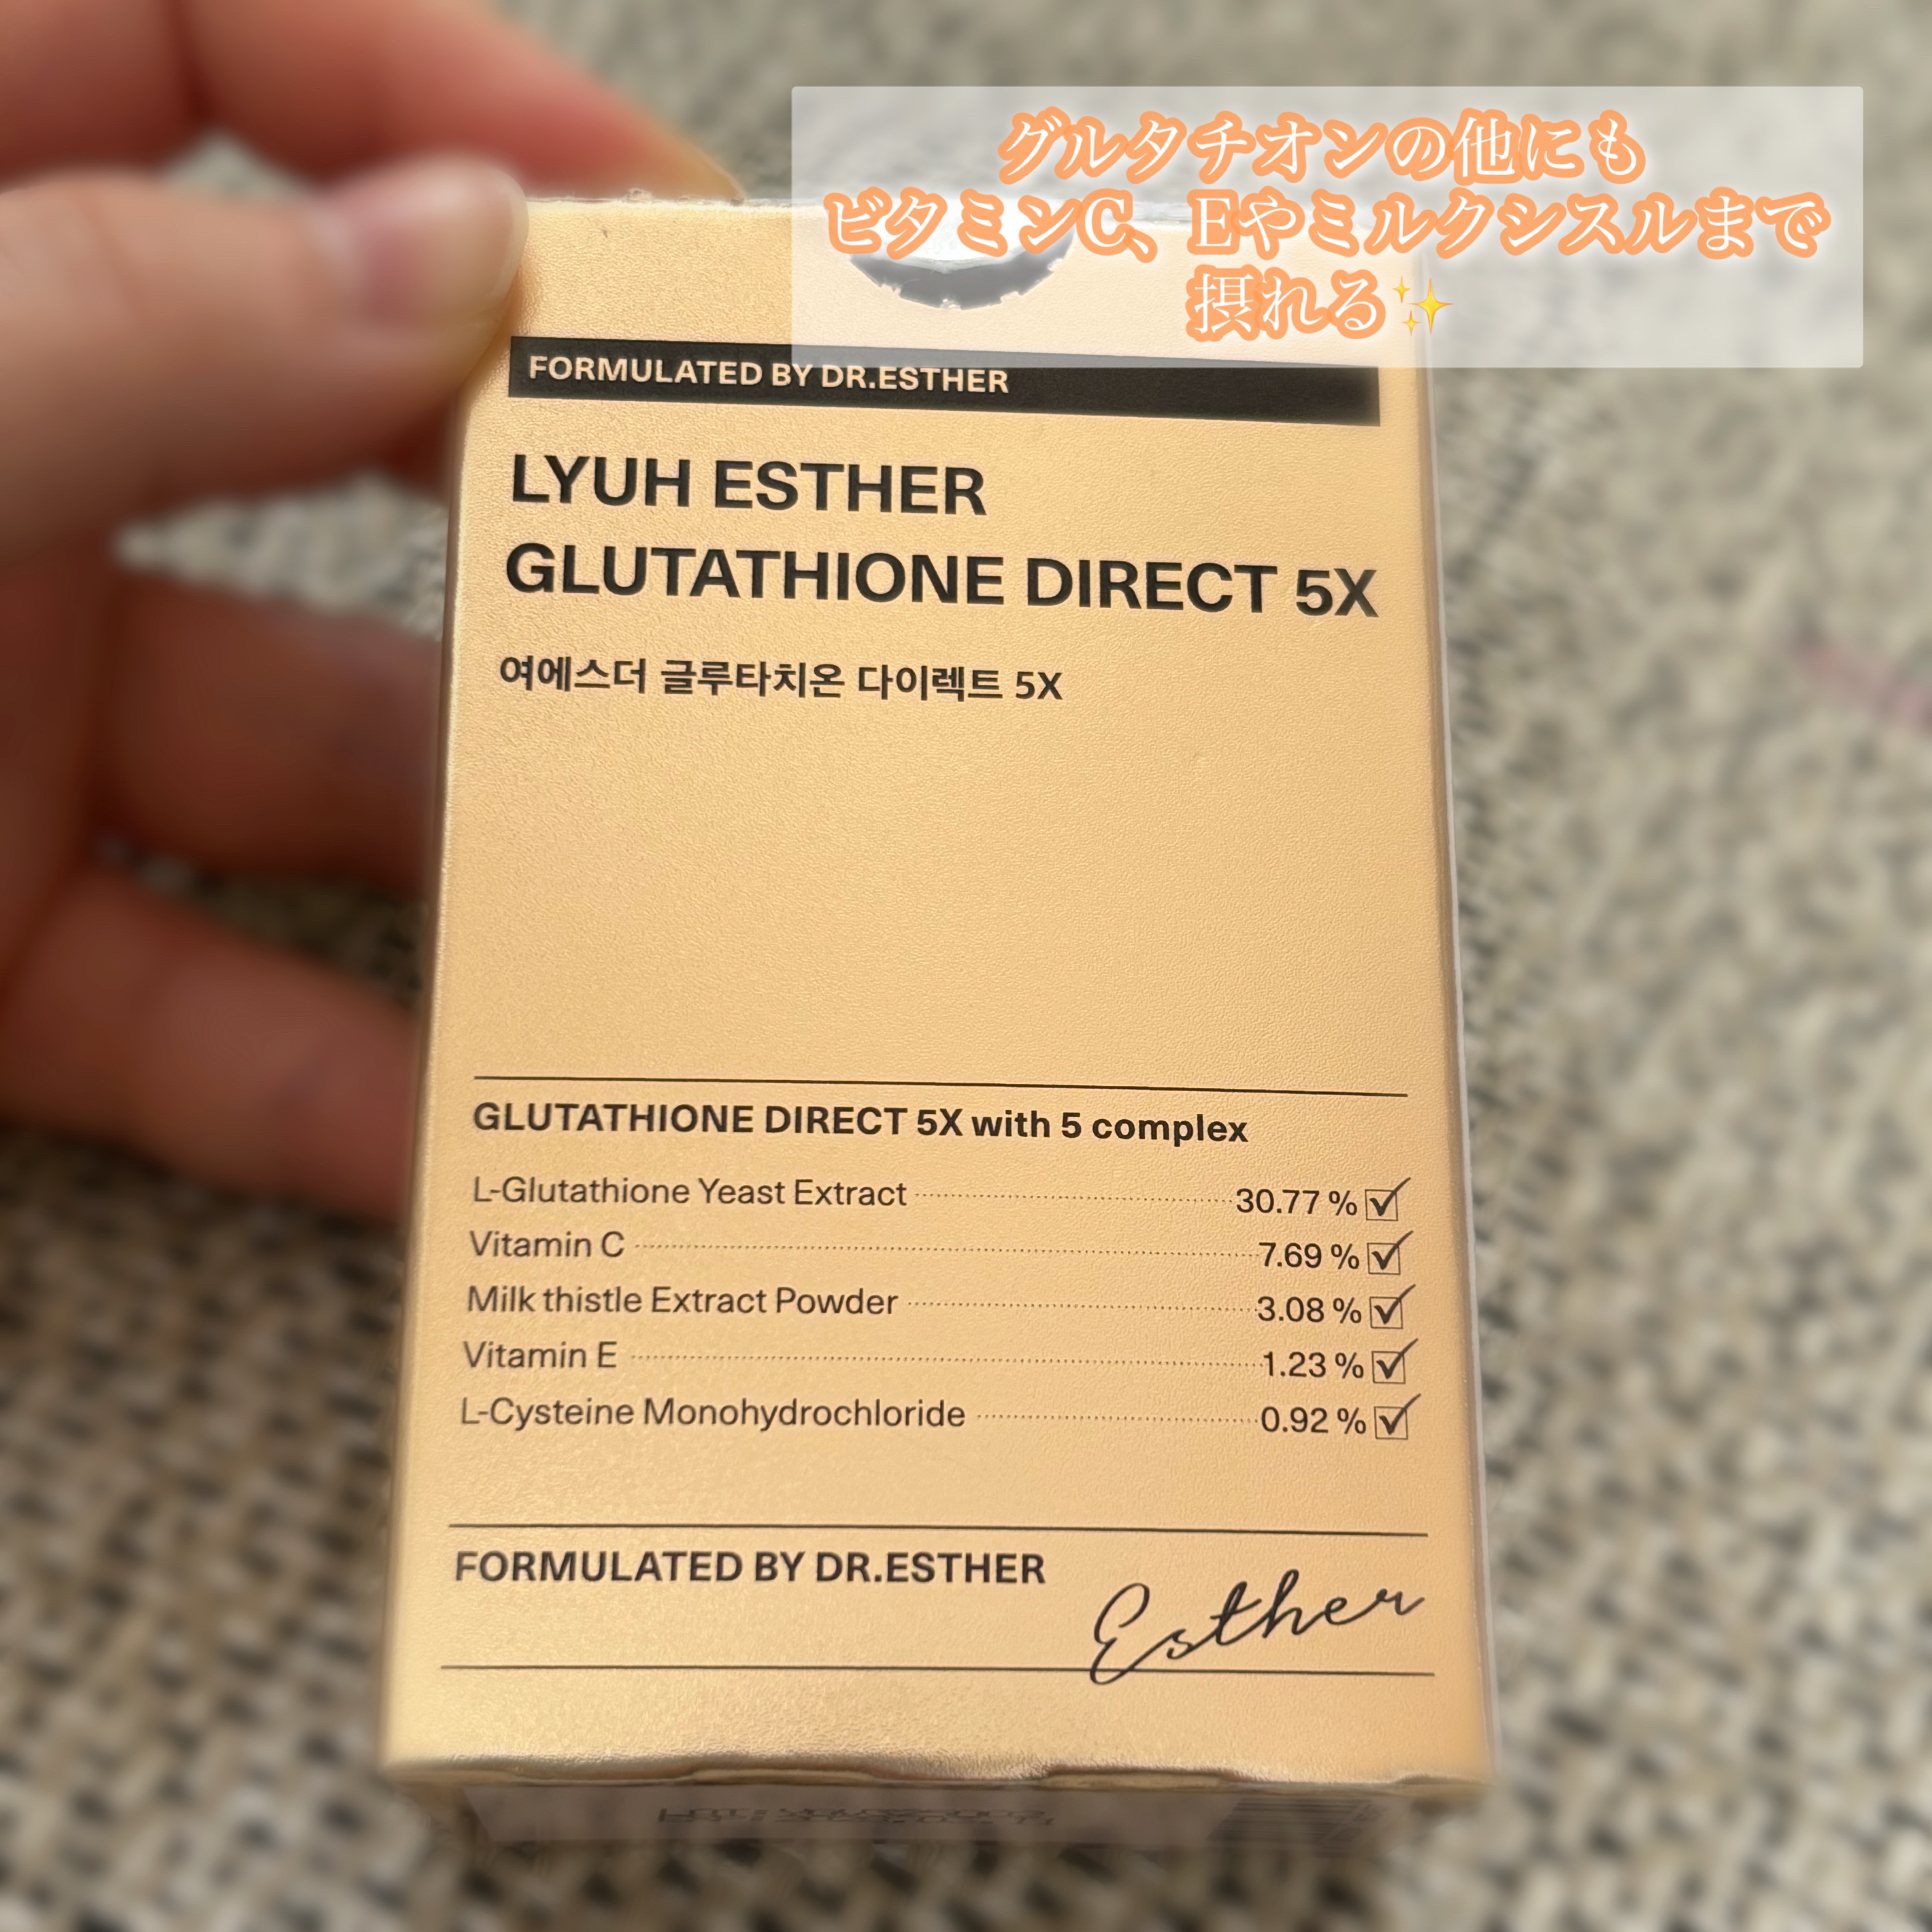 グルタチオンの他にも
ビタミンC、Eやミルクシスルまで
摂れる✨
FORMULATED BY DR.ESTHER
LYUH ESTHER
GLUTATHIONE DIRECT 5X
여에스더 글루타치온 다이렉트 5X
GLUTATHIONE DIRECT 5X with 5 complex
L-Glutathione Yeast Extract 30.77 %
Vitamin C 7.69 %
Milk thistle Extract Powder 3.08 %
Vitamin E 1.23 %
L-Cysteine Monohydrochloride 0.92 %
FORMULATED BY DR.ESTHER
Esther